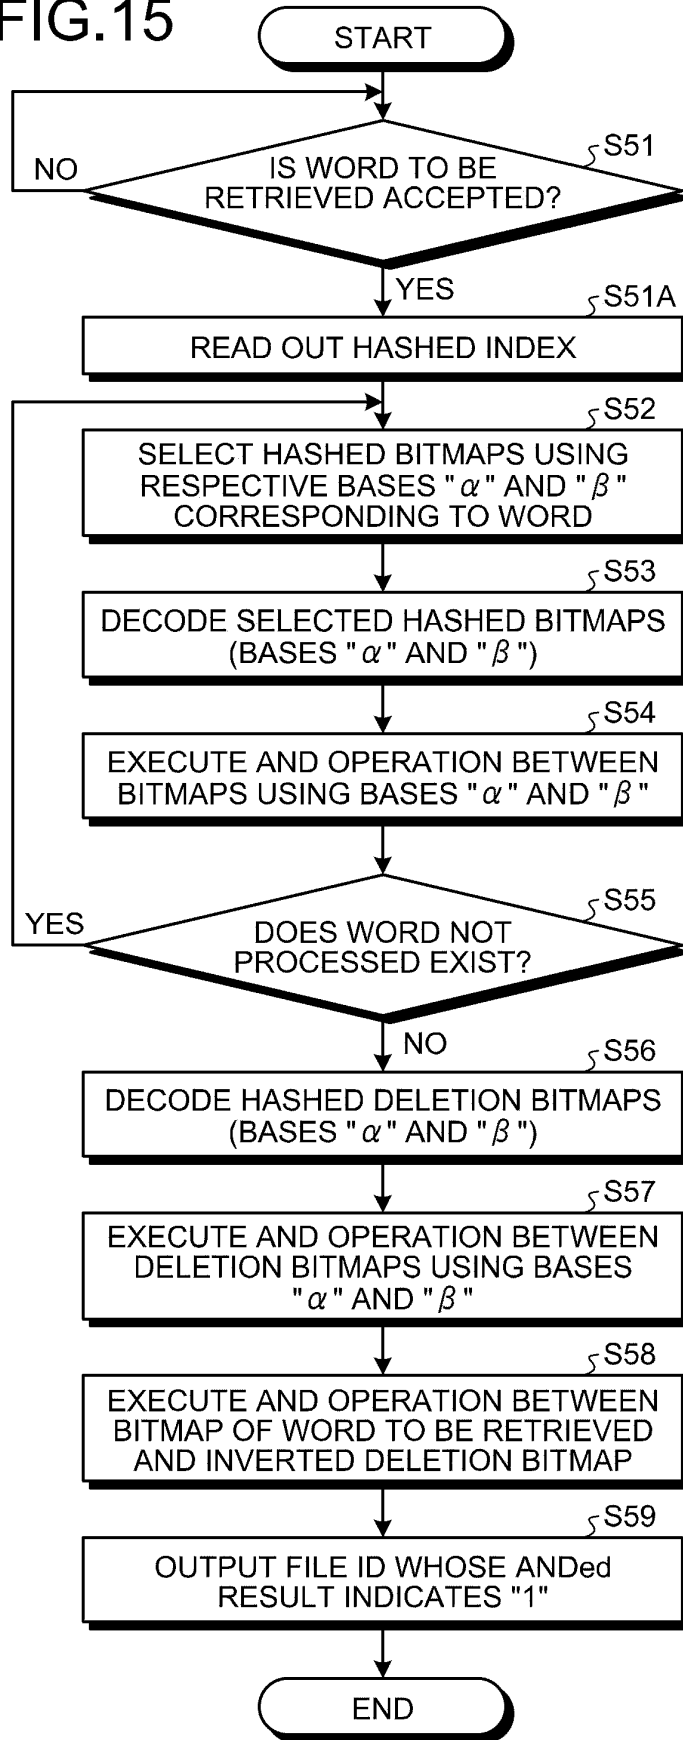 FIG.15
START
S51
IS WORD TO BE
RETRIEVED ACCEPTED?
NO
YES
S51A
READ OUT HASHED INDEX
S52
SELECT HASHED BITMAPS USING
RESPECTIVE BASES "α" AND "β"
CORRESPONDING TO WORD
S53
DECODE SELECTED HASHED BITMAPS
(BASES "α" AND "β")
S54
EXECUTE AND OPERATION BETWEEN
BITMAPS USING BASES "α" AND "β"
S55
YES
DOES WORD NOT
PROCESSED EXIST?
NO
S56
DECODE HASHED DELETION BITMAPS
(BASES "α" AND "β")
S57
EXECUTE AND OPERATION BETWEEN
DELETION BITMAPS USING BASES
"α" AND "β"
S58
EXECUTE AND OPERATION BETWEEN
BITMAP OF WORD TO BE RETRIEVED
AND INVERTED DELETION BITMAP
S59
OUTPUT FILE ID WHOSE ANDed
RESULT INDICATES "1"
END